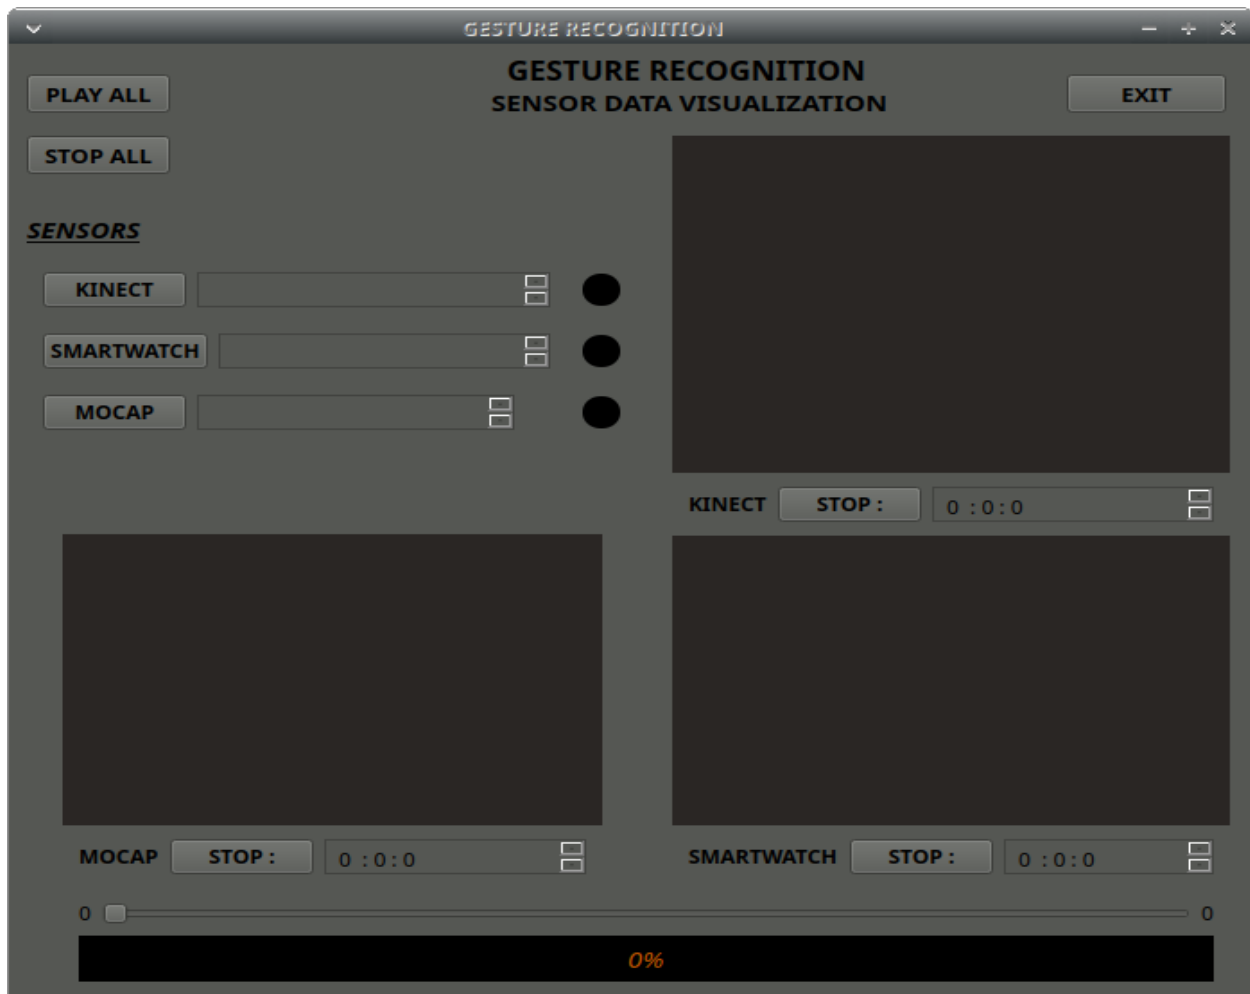 GESTURE RECOGNITION
GESTURE RECOGNITION
SENSOR DATA VISUALIZATION
PLAY ALL
EXIT
STOP ALL
SENSORS
KINECT
SMARTWATCH
MOCAP
KINECT STOP : 0 :0:0
MOCAP STOP : 0 :0:0
SMARTWATCH STOP : 0 :0:0
0 0
0%